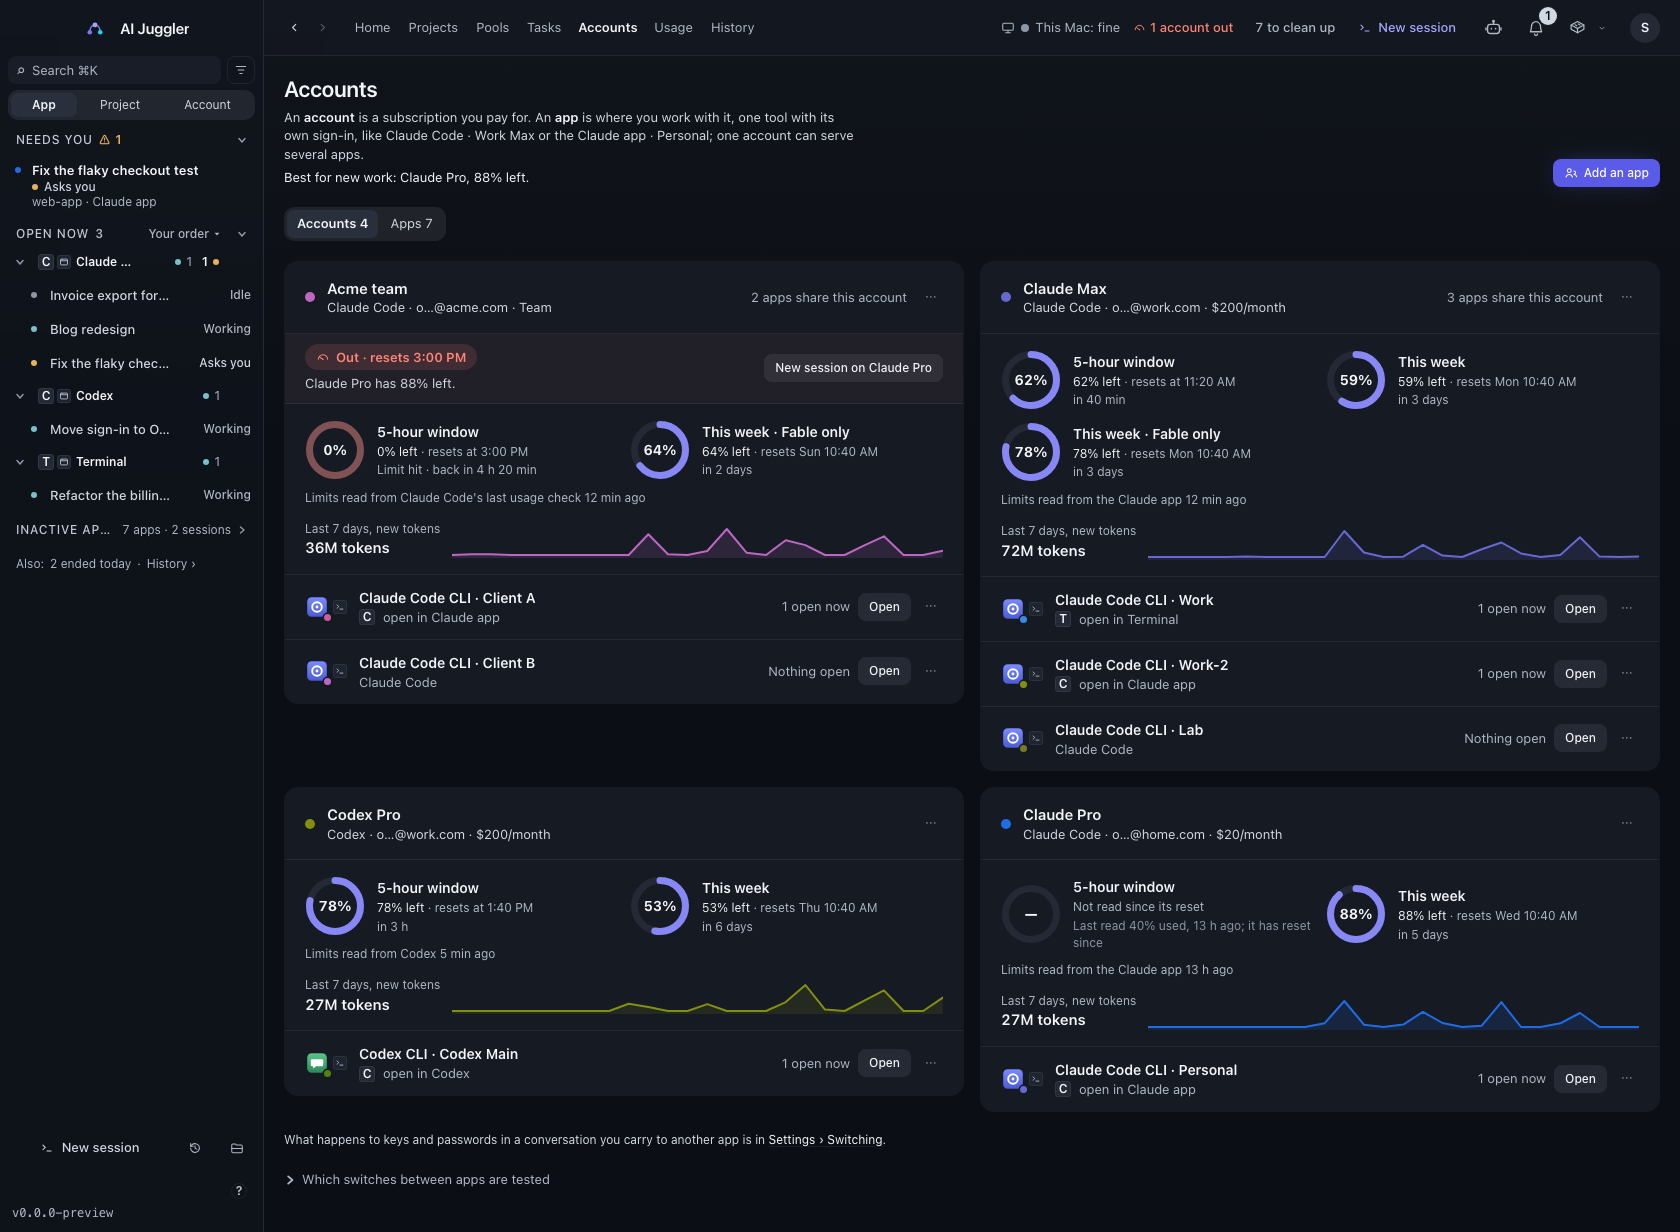 AI Juggler
Search ⌘K
App Project Account
NEEDS YOU 1
Fix the flaky checkout test
Asks you
web-app · Claude app
OPEN NOW 3 Your order
C Claude ... 1 1
Invoice export for... Idle
Blog redesign Working
Fix the flaky chec... Asks you
C Codex 1
Move sign-in to O... Working
T Terminal 1
Refactor the billin... Working
INACTIVE AP... 7 apps · 2 sessions
Also: 2 ended today · History ›
New session
?
v0.0.0-preview
Home Projects Pools Tasks Accounts Usage History
This Mac: fine 1 account out 7 to clean up New session 1 S
Accounts
An account is a subscription you pay for. An app is where you work with it, one tool with its
own sign-in, like Claude Code · Work Max or the Claude app · Personal; one account can serve
several apps.
Best for new work: Claude Pro, 88% left.
Add an app
Accounts 4 Apps 7
Acme team
Claude Code · o...@acme.com · Team
2 apps share this account ...
Out · resets 3:00 PM
Claude Pro has 88% left.
New session on Claude Pro
0%
5-hour window
0% left · resets at 3:00 PM
Limit hit · back in 4 h 20 min
64%
This week · Fable only
64% left · resets Sun 10:40 AM
in 2 days
Limits read from Claude Code's last usage check 12 min ago
Last 7 days, new tokens
36M tokens
Claude Code CLI · Client A
C open in Claude app
1 open now Open ...
Claude Code CLI · Client B
Claude Code
Nothing open Open ...
Claude Max
Claude Code · o...@work.com · $200/month
3 apps share this account ...
62%
5-hour window
62% left · resets at 11:20 AM
in 40 min
59%
This week
59% left · resets Mon 10:40 AM
in 3 days
78%
This week · Fable only
78% left · resets Mon 10:40 AM
in 3 days
Limits read from the Claude app 12 min ago
Last 7 days, new tokens
72M tokens
Claude Code CLI · Work
T open in Terminal
1 open now Open ...
Claude Code CLI · Work-2
C open in Claude app
1 open now Open ...
Claude Code CLI · Lab
Claude Code
Nothing open Open ...
Codex Pro
Codex · o...@work.com · $200/month
...
78%
5-hour window
78% left · resets at 1:40 PM
in 3 h
53%
This week
53% left · resets Thu 10:40 AM
in 6 days
Limits read from Codex 5 min ago
Last 7 days, new tokens
27M tokens
Codex CLI · Codex Main
C open in Codex
1 open now Open ...
Claude Pro
Claude Code · o...@home.com · $20/month
...
–
5-hour window
Not read since its reset
Last read 40% used, 13 h ago; it has reset
since
88%
This week
88% left · resets Wed 10:40 AM
in 5 days
Limits read from the Claude app 13 h ago
Last 7 days, new tokens
27M tokens
Claude Code CLI · Personal
C open in Claude app
1 open now Open ...
What happens to keys and passwords in a conversation you carry to another app is in Settings › Switching.
Which switches between apps are tested